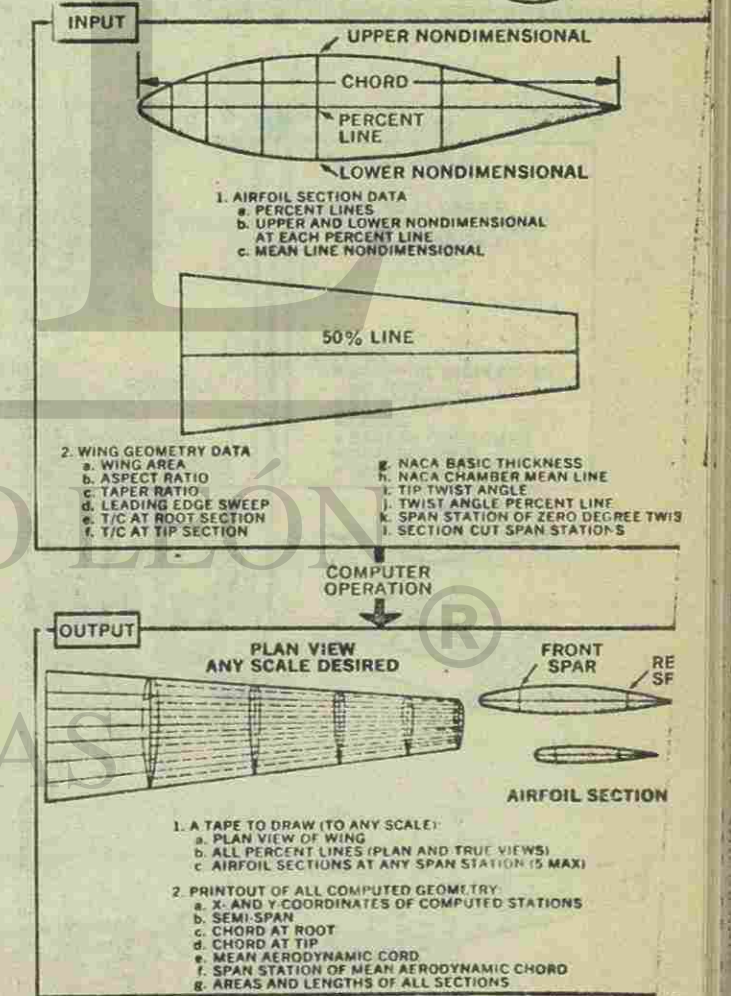 INPUT
UPPER NONDIMENSIONAL
CHORD
PERCENT
LINE
LOWER NONDIMENSIONAL
1. AIRFOIL SECTION DATA
a. PERCENT LINES
b. UPPER AND LOWER NONDIMENSIONAL
AT EACH PERCENT LINE
c. MEAN LINE NONDIMENSIONAL
50% LINE
2. WING GEOMETRY DATA
a. WING AREA
b. ASPECT RATIO
c. TAPER RATIO
d. LEADING EDGE SWEEP
e. T/C AT ROOT SECTION
f. T/C AT TIP SECTION
g. NACA BASIC THICKNESS
h. NACA CHAMBER MEAN LINE
i. TIP TWIST ANGLE
j. TWIST ANGLE PERCENT LINE
k. SPAN STATION OF ZERO DEGREE TWIS
l. SECTION CUT SPAN STATIONS
O LEÓN
COMPUTER
OPERATION
®
OUTPUT
PLAN VIEW
ANY SCALE DESIRED
FRONT
SPAR
RE
SF
AS
AIRFOIL SECTION
1. A TAPE TO DRAW (TO ANY SCALE):
a. PLAN VIEW OF WING
b. ALL PERCENT LINES (PLAN AND TRUE VIEWS)
c. AIRFOIL SECTIONS AT ANY SPAN STATION (5 MAX)
2. PRINTOUT OF ALL COMPUTED GEOMETRY:
a. X- AND Y-COORDINATES OF COMPUTED STATIONS
b. SEMI-SPAN
c. CHORD AT ROOT
d. CHORD AT TIP
e. MEAN AERODYNAMIC CORD
f. SPAN STATION OF MEAN AERODYNAMIC CHORD
g. AREAS AND LENGTHS OF ALL SECTIONS